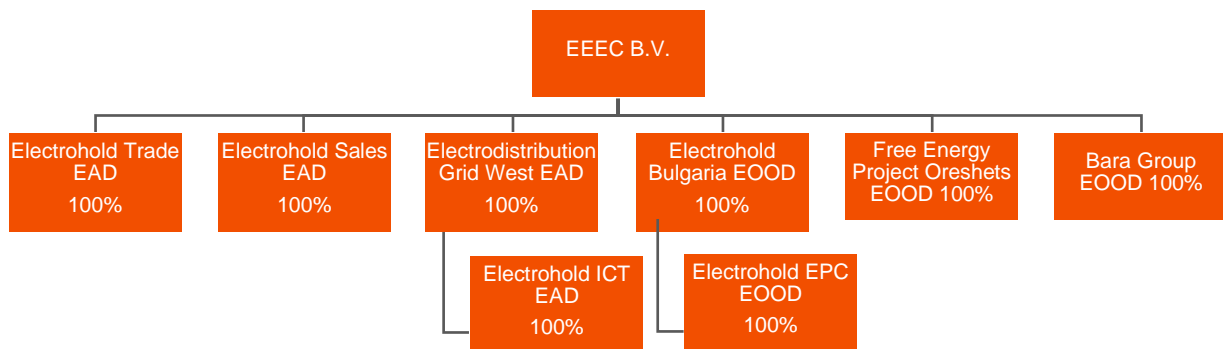 EEEC B.V.
Electrohold Trade
EAD
100%
Electrohold Sales
EAD
100%
Electrodistribution
Grid West EAD
100%
Electrohold
Bulgaria EOOD
100%
Free Energy
Project Oreshets
EOOD 100%
Bara Group
EOOD 100%
Electrohold ICT
EAD
100%
Electrohold EPC
EOOD
100%